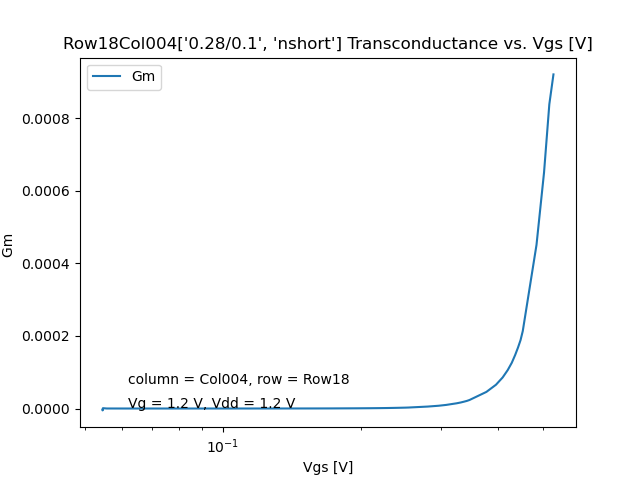 Row18Col004['0.28/0.1', 'nshort'] Transconductance vs. Vgs [V]
Gm
0.0008
0.0006
0.0004
0.0002
0.0000
Gm
column = Col004, row = Row18
Vg = 1.2 V, Vdd = 1.2 V
10⁻¹
Vgs [V]